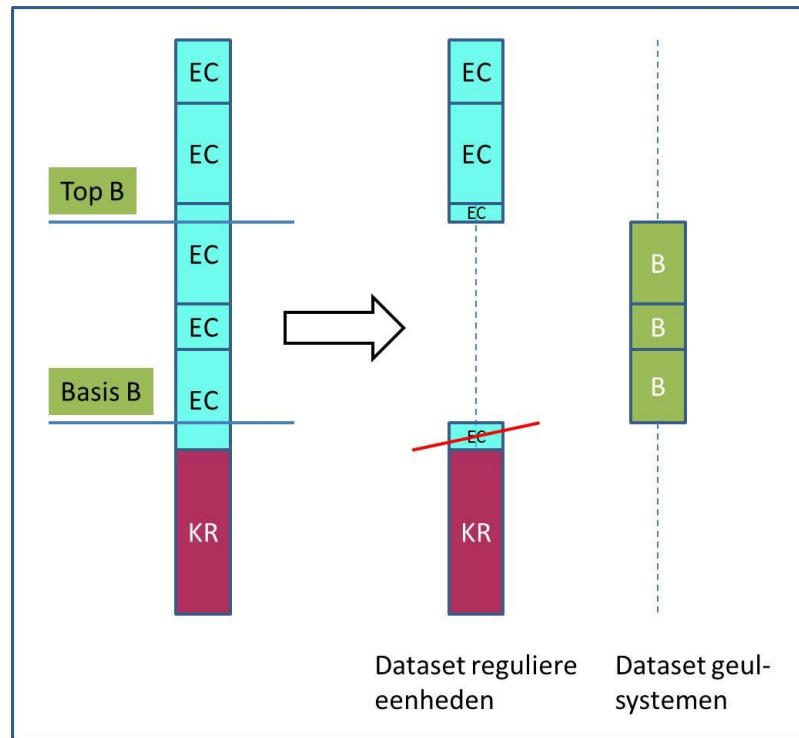 EC
EC
Top B
EC
EC
Basis B
EC
KR
EC
EC
EC
EC
KR
B
B
B
Dataset reguliere
eenheden
Dataset geul-
systemen